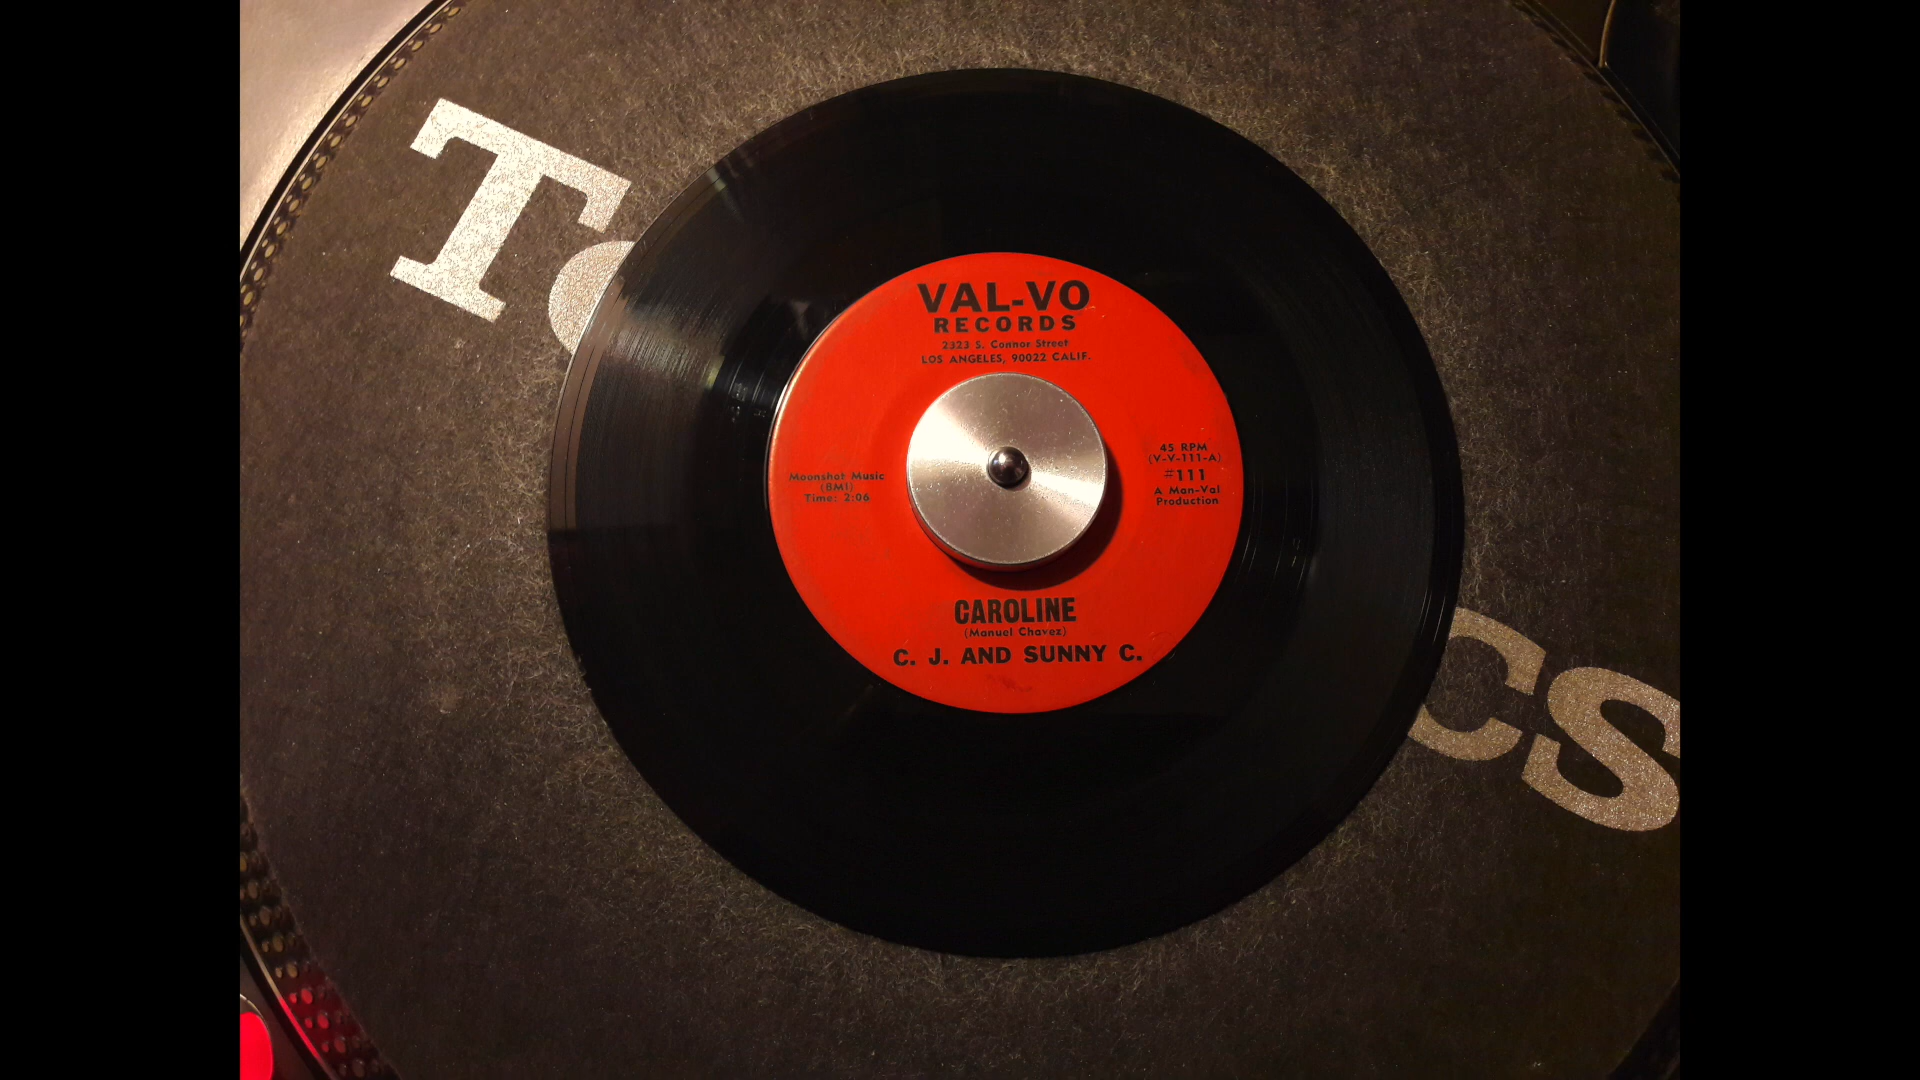 Te
CS
VAL-VO
RECORDS
2323 S. Connor Street
LOS ANGELES, 90022 CALIF.
Moonshot Music
(BMI)
Time: 2:06
45 RPM
(V-V-111-A)
#111
A Man-Val
Production
CAROLINE
(Manuel Chavez)
C. J. AND SUNNY C.